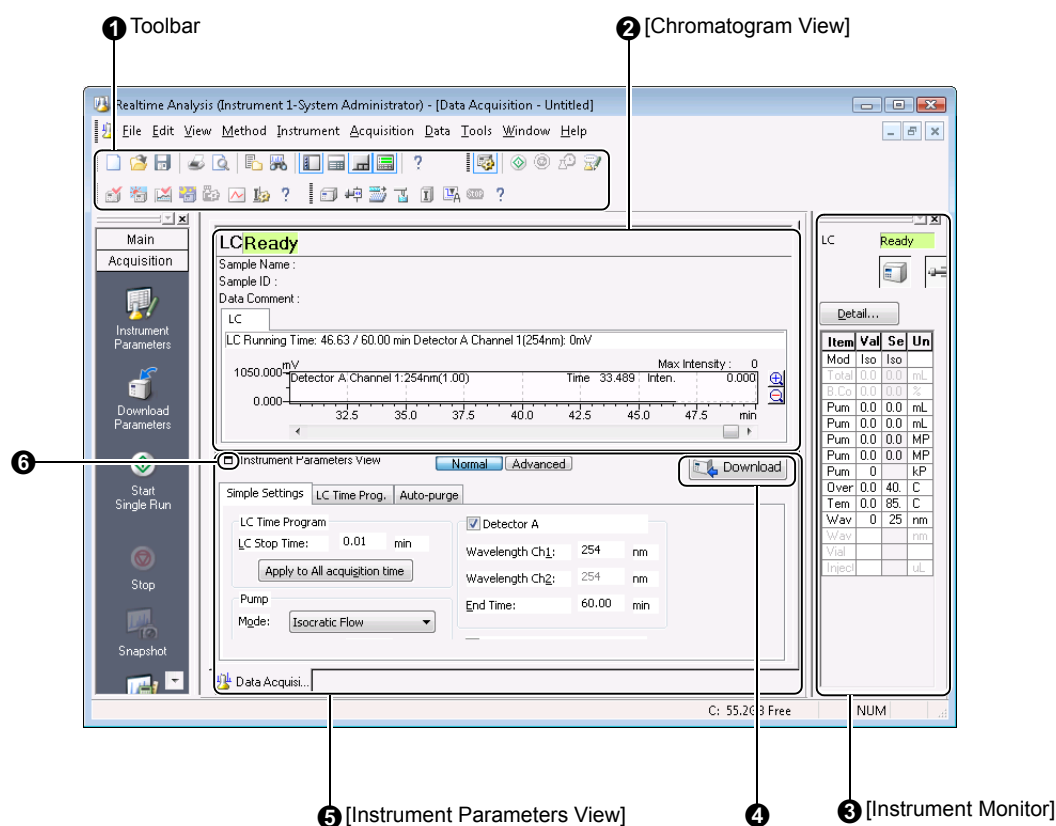 1 Toolbar
2 [Chromatogram View]
Realtime Analysis (Instrument 1-System Administrator) - [Data Acquisition - Untitled]
File Edit View Method Instrument Acquisition Data Tools Window Help
Main
Acquisition
Instrument
Parameters
Download
Parameters
Start
Single Run
Stop
Snapshot
LC Ready
Sample Name :
Sample ID :
Data Comment :
LC
LC Running Time: 46.63 / 60.00 min Detector A Channel 1(254nm): 0mV
mV
Max Intensity : 0
1050.000
Detector A Channel 1:254nm(1.00) Time 33.489 Inten. 0.000
0.000
32.5 35.0 37.5 40.0 42.5 45.0 47.5 min
6
Instrument Parameters View Normal Advanced Download
Simple Settings LC Time Prog. Auto-purge
LC Time Program
LC Stop Time: 0.01 min
Apply to All acquisition time
Pump
Mode: Isocratic Flow
Detector A
Wavelength Ch1: 254 nm
Wavelength Ch2: 254 nm
End Time: 60.00 min
Data Acquisi...
LC Ready
Detail...
Item Val Se Un
Mod Iso Iso
Total 0.0 0.0 mL
B.Co 0.0 0.0 %
Pum 0.0 0.0 mL
Pum 0.0 0.0 mL
Pum 0.0 0.0 MP
Pum 0.0 0.0 MP
Pum 0 kP
Over 0.0 40. C
Tem 0.0 85. C
Wav 0 25 nm
Wav nm
Vial
Inject uL
C: 55.2GB Free NUM
5 [Instrument Parameters View]
4
3 [Instrument Monitor]